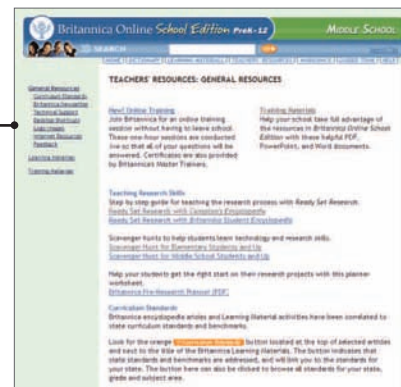 Britannica Online School Edition PreK-12
MIDDLE SCHOOL
SEARCH
TEACHERS' RESOURCES: GENERAL RESOURCES
General Resources
Curriculum Standards
Britannica Newsletter
Technical Support
Desktop Shortcuts
Logo Images
Internet Resources
Feedback
Learning Materials
Training Materials
New! Online Training
Join Britannica for an online training
session without having to leave school.
These one-hour sessions are conducted
live so that all of your questions will be
answered. Certificates are also provided
by Britannica's Master Trainers.
Training Materials
Help your school take full advantage of
the resources in Britannica Online School
Edition with these helpful PDF,
PowerPoint, and Word documents.
Teaching Research Skills
Step by step guide for teaching the research process with Ready Set Research.
Ready Set Research with Compton's Encyclopedia
Ready Set Research with Britannica Student Encyclopedia
Scavenger hunts to help students learn technology and research skills.
Scavenger Hunt for Elementary Students and Up
Scavenger Hunt for Middle School Students and Up
Help your students get the right start on their research projects with this planner
worksheet.
Britannica Pre-Research Planner (PDF)
Curriculum Standards
Britannica encyclopedia articles and Learning Material activities have been correlated to
state curriculum standards and benchmarks.
Look for the orange Curriculum Standards button located at the top of selected articles
and next to the title of the Britannica Learning Materials. The button indicates that
state standards and benchmarks are addressed, and will link you to the standards for
your state. The button here can also be clicked to browse all standards for your state,
grade and subject area.